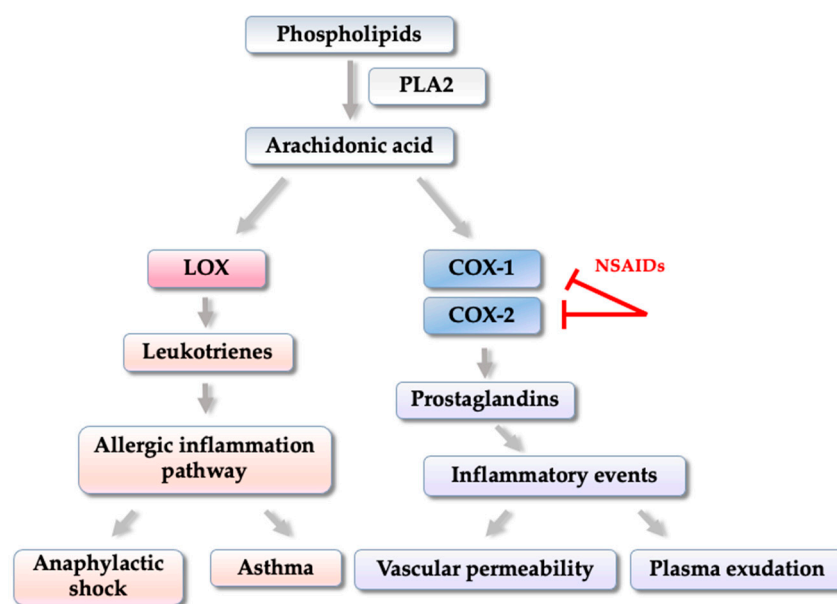 Phospholipids
PLA2
Arachidonic acid
LOX
COX-1
NSAIDs
COX-2
Leukotrienes
Prostaglandins
Allergic inflammation
pathway
Inflammatory events
Anaphylactic
shock
Asthma
Vascular permeability
Plasma exudation